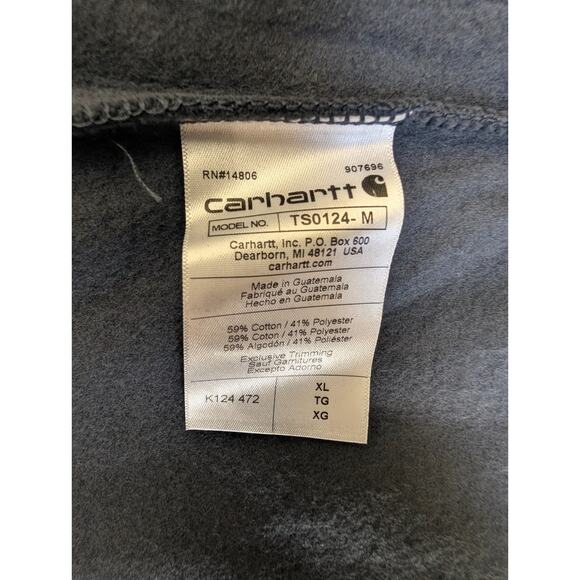 RN#14806 907696
carhartt
MODEL NO. TS0124- M
Carhartt, Inc. P.O. Box 600
Dearborn, MI 48121 USA
carhartt.com
Made in Guatemala
Fabriqué au Guatemala
Hecho en Guatemala
59% Cotton / 41% Polyester
59% Coton / 41% Polyester
59% Algodón / 41% Poliéster
Exclusive Trimming
Sauf Garnitures
Excepto Adorno
XL
K124 472 TG
XG